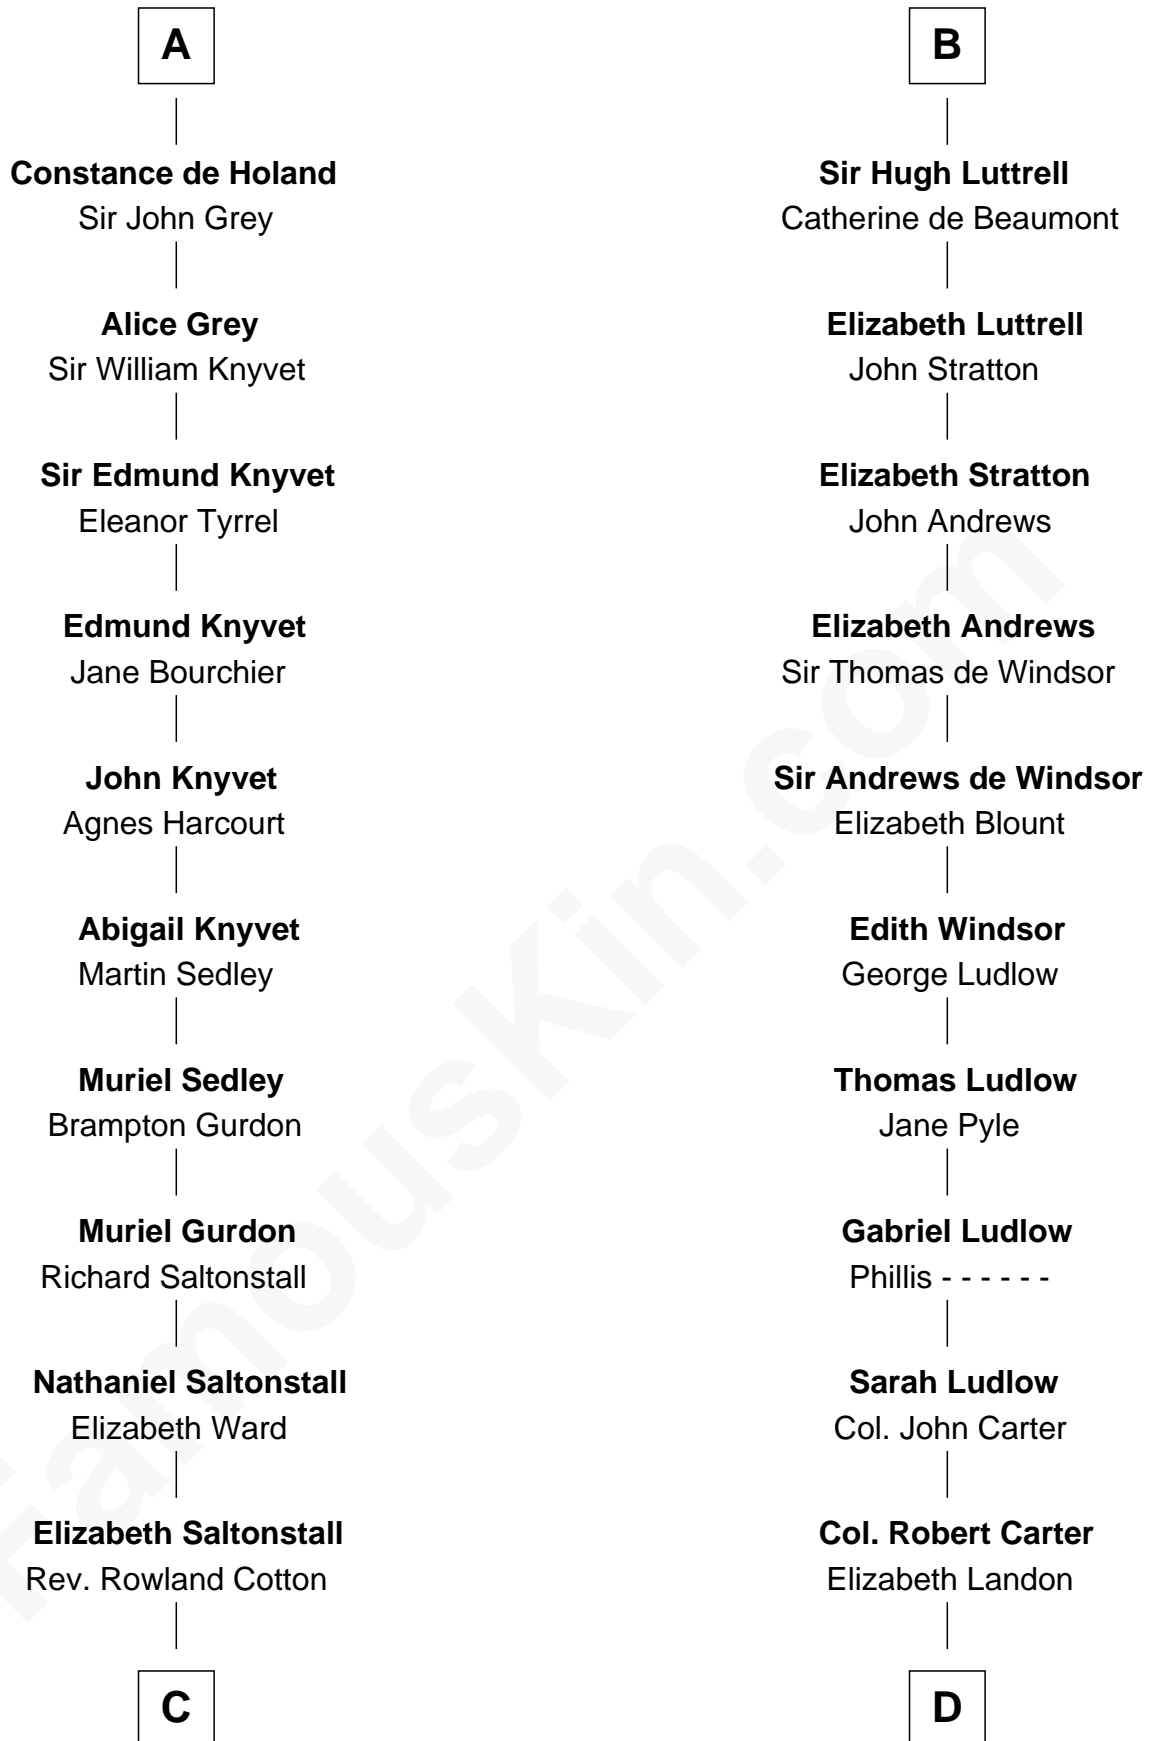 A
Constance de Holand
Sir John Grey
Alice Grey
Sir William Knyvet
Sir Edmund Knyvet
Eleanor Tyrrel
Edmund Knyvet
Jane Bourchier
John Knyvet
Agnes Harcourt
Abigail Knyvet
Martin Sedley
Muriel Sedley
Brampton Gurdon
Muriel Gurdon
Richard Saltonstall
Nathaniel Saltonstall
Elizabeth Ward
Elizabeth Saltonstall
Rev. Rowland Cotton
C
B
Sir Hugh Luttrell
Catherine de Beaumont
Elizabeth Luttrell
John Stratton
Elizabeth Stratton
John Andrews
Elizabeth Andrews
Sir Thomas de Windsor
Sir Andrews de Windsor
Elizabeth Blount
Edith Windsor
George Ludlow
Thomas Ludlow
Jane Pyle
Gabriel Ludlow
Phillis - - - - - -
Sarah Ludlow
Col. John Carter
Col. Robert Carter
Elizabeth Landon
D
FamousKin.com